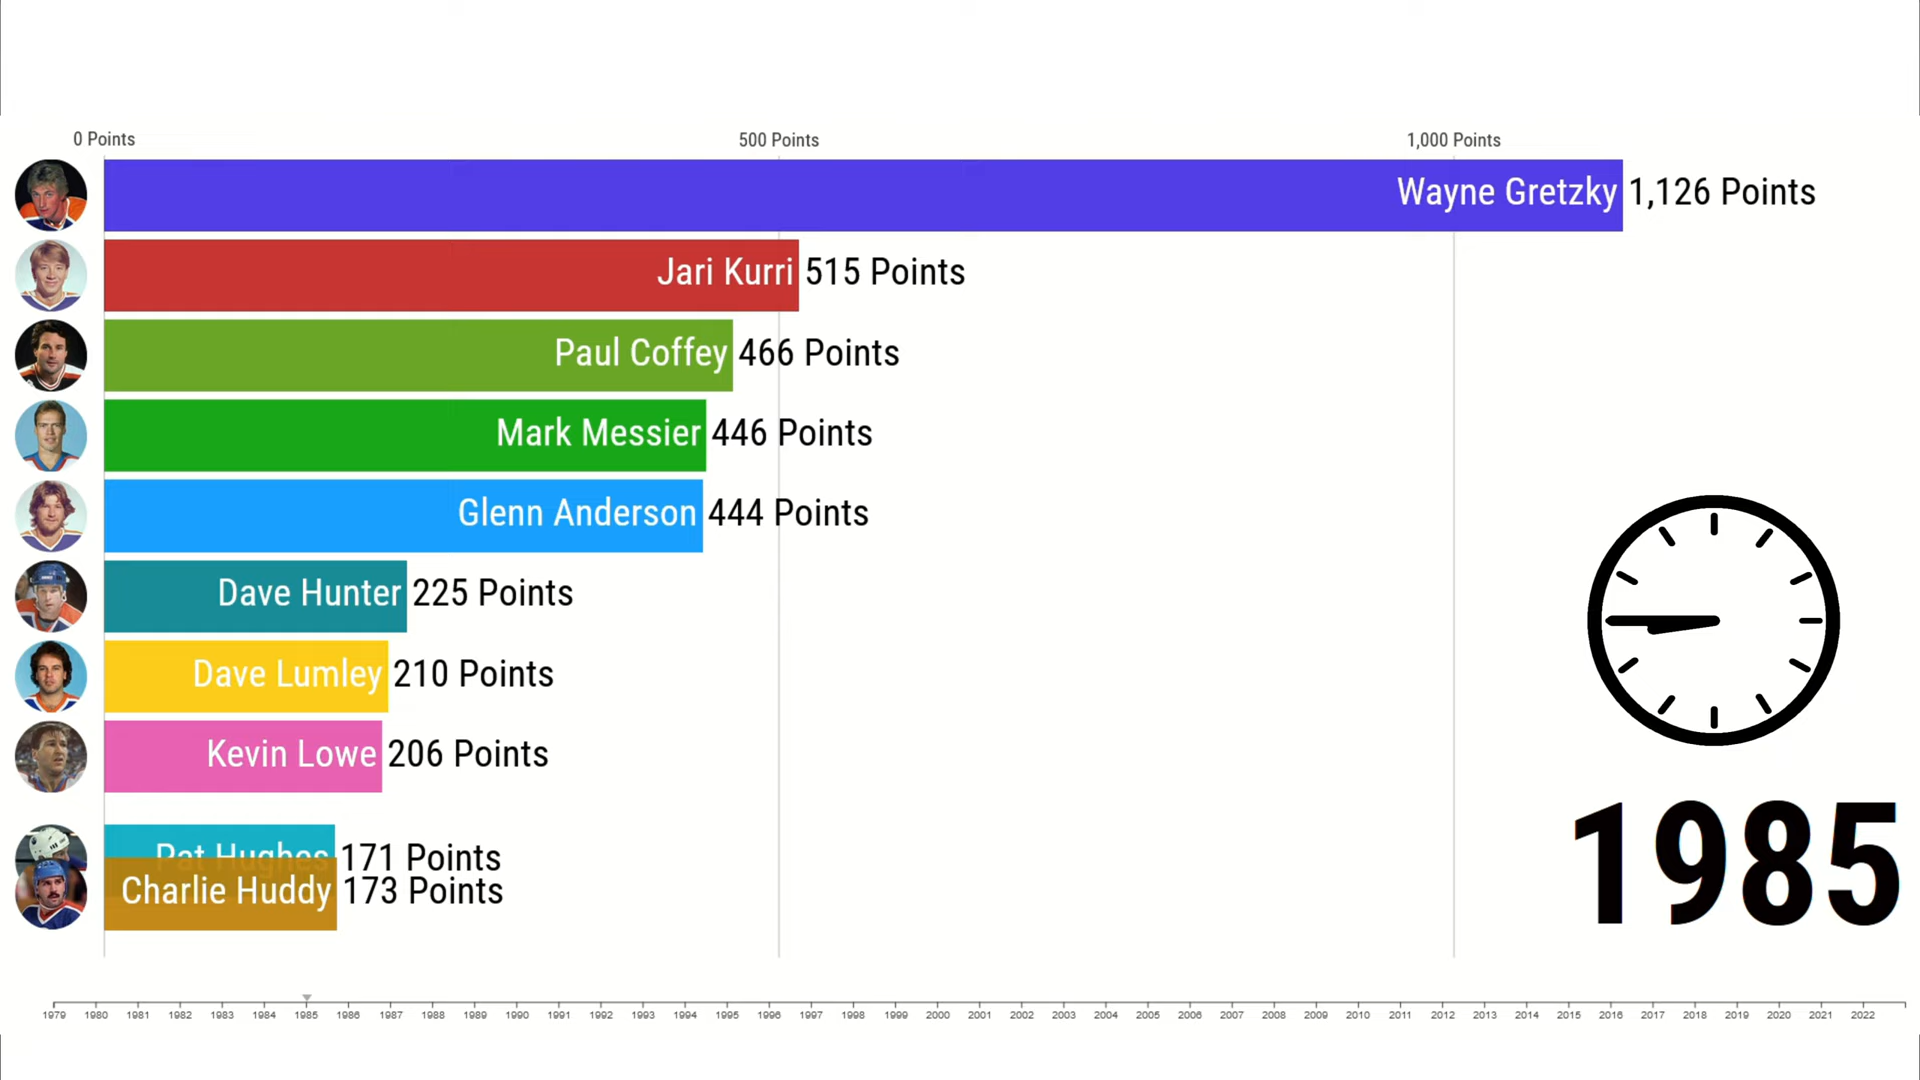 0 Points 500 Points 1,000 Points
Wayne Gretzky 1,126 Points
Jari Kurri 515 Points
Paul Coffey 466 Points
Mark Messier 446 Points
Glenn Anderson 444 Points
Dave Hunter 225 Points
Dave Lumley 210 Points
Kevin Lowe 206 Points
Pat Hughes 171 Points
Charlie Huddy 173 Points
1985
1979 1980 1981 1982 1983 1984 1985 1986 1987 1988 1989 1990 1991 1992 1993 1994 1995 1996 1997 1998 1999 2000 2001 2002 2003 2004 2005 2006 2007 2008 2009 2010 2011 2012 2013 2014 2015 2016 2017 2018 2019 2020 2021 2022